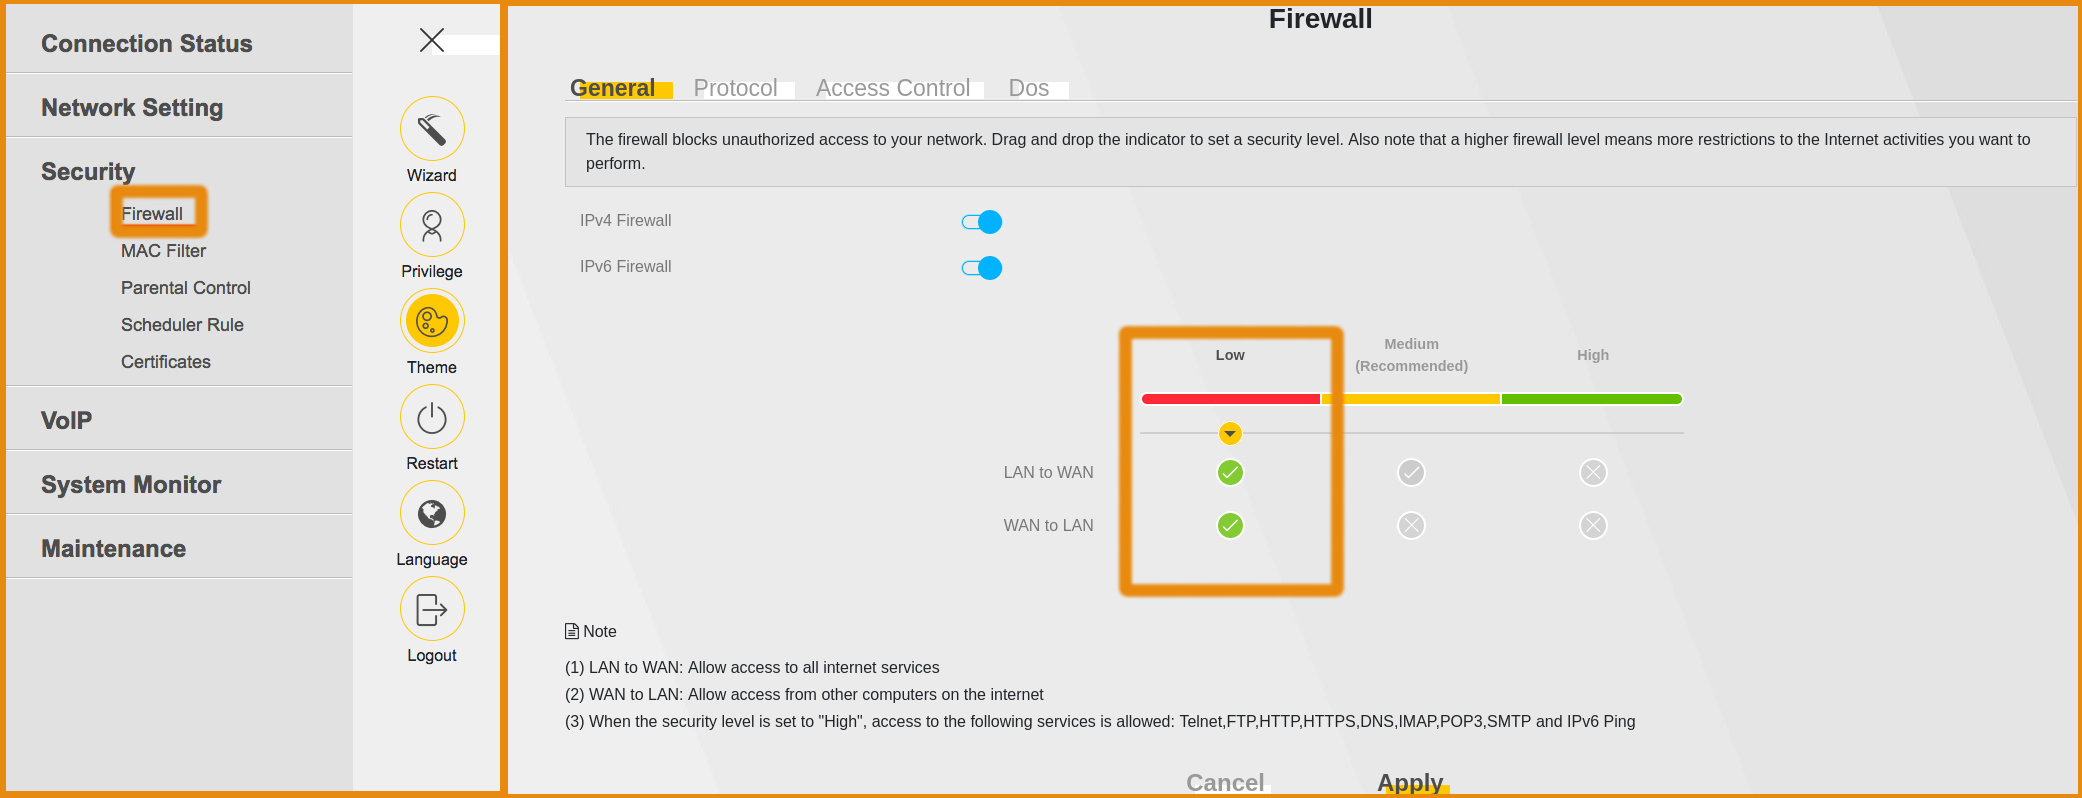 Connection Status
Network Setting
Security
Firewall
MAC Filter
Parental Control
Scheduler Rule
Certificates
VoIP
System Monitor
Maintenance
Wizard
Privilege
Theme
Restart
Language
Logout
Firewall
General Protocol Access Control Dos
The firewall blocks unauthorized access to your network. Drag and drop the indicator to set a security level. Also note that a higher firewall level means more restrictions to the Internet activities you want to
perform.
IPv4 Firewall
IPv6 Firewall
Low Medium High
(Recommended)
LAN to WAN
WAN to LAN
Note
(1) LAN to WAN: Allow access to all internet services
(2) WAN to LAN: Allow access from other computers on the internet
(3) When the security level is set to "High", access to the following services is allowed: Telnet,FTP,HTTP,HTTPS,DNS,IMAP,POP3,SMTP and IPv6 Ping
Cancel Apply